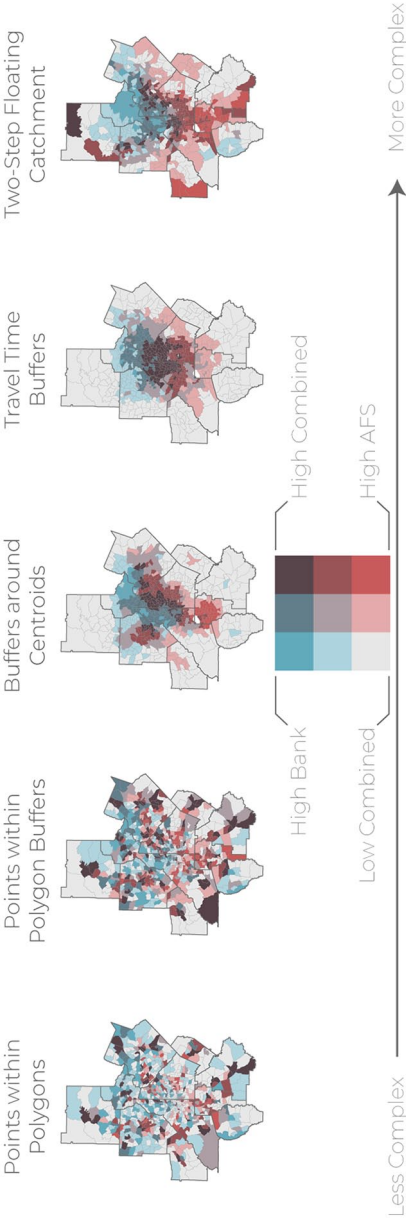 Points within
Polygons
Points within
Polygon Buffers
Buffers around
Centroids
Travel Time
Buffers
Two-Step Floating
Catchment
High Bank
High Combined
Low Combined
High AFS
Less Complex
More Complex